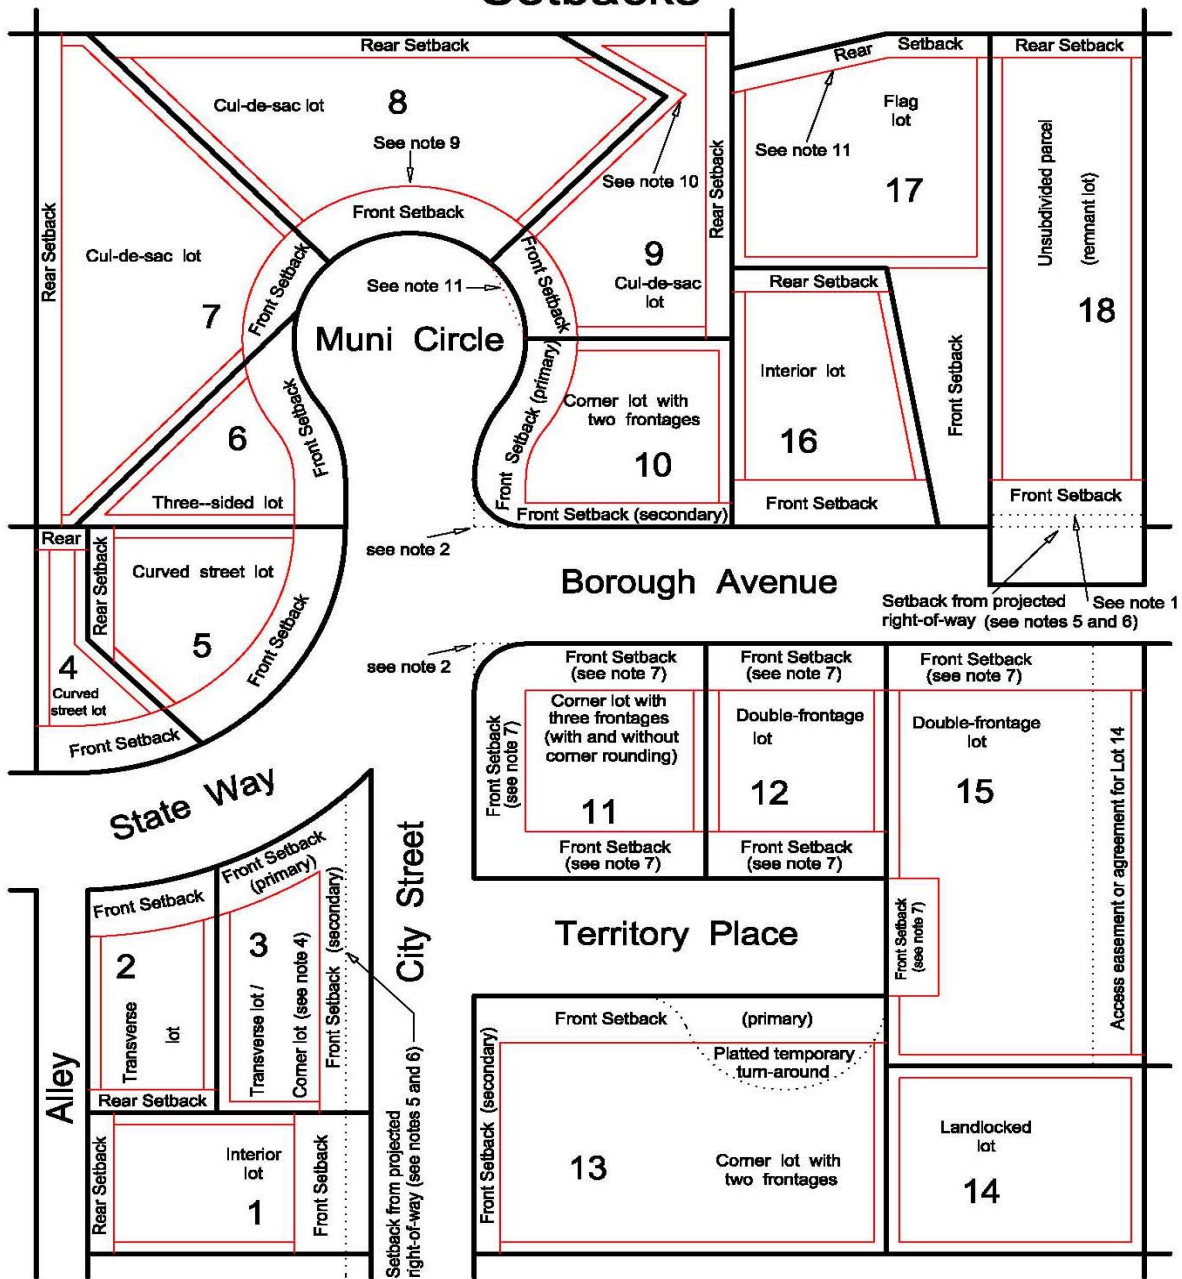 Setbacks
Rear Setback
Cul-de-sac lot
8
See note 9
Front Setback
See note 10
Rear Setback
Rear Setback
Cul-de-sac lot
7
Front Setback
See note 11
Muni Circle
Front Setback
9
Cul-de-sac
lot
Rear
Setback
See note 11
Flag
lot
17
Rear Setback
Unsubdivided parcel
(remnant lot)
18
Front Setback
6
Three--sided lot
Front Setback (primary)
Corner lot with
two frontages
10
Front Setback (secondary)
Rear Setback
Interior lot
16
Front Setback
Front Setback
Front Setback
Rear
Rear Setback
Curved street lot
5
Front Setback
4
Curved
street lot
Front Setback
see note 2
Borough Avenue
Setback from projected
right-of-way (see notes 5 and 6)
See note 1
see note 2
Front Setback
(see note 7)
Front Setback
(see note 7)
Corner lot with
three frontages
(with and without
corner rounding)
11
Front Setback
(see note 7)
Front Setback
(see note 7)
Double-frontage
lot
12
Front Setback
(see note 7)
Front Setback
(see note 7)
Double-frontage
lot
15
Access easement or agreement for Lot 14
Front Setback
(see note 7)
State Way
City Street
Territory Place
Front Setback
2
Transverse
lot
Rear Setback
Front Setback
(primary)
3
Transverse lot /
Corner lot (see note 4)
Front Setback (secondary)
Setback from projected
right-of-way (see notes 5 and 6)
Alley
Rear Setback
Interior
lot
1
Front Setback
Front Setback (primary)
Platted temporary
turn-around
Front Setback (secondary)
13
Corner lot with
two frontages
Landlocked
lot
14